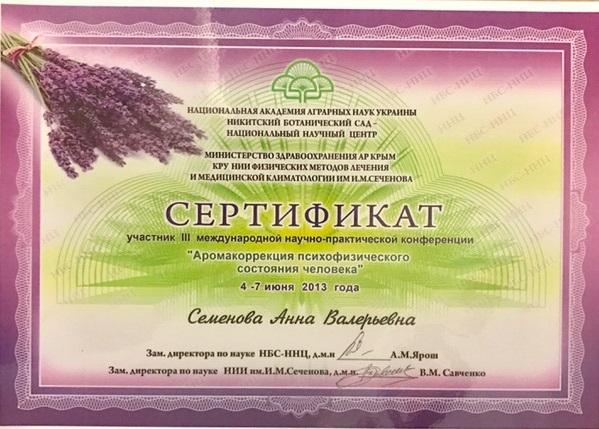 НАЦИОНАЛЬНАЯ АКАДЕМИЯ АГРАРНЫХ НАУК УКРАИНЫ
НИКИТСКИЙ БОТАНИЧЕСКИЙ САД -
НАЦИОНАЛЬНЫЙ НАУЧНЫЙ ЦЕНТР
МИНИСТЕРСТВО ЗДРАВООХРАНЕНИЯ АР КРЫМ
КРУ НИИ ФИЗИЧЕСКИХ МЕТОДОВ ЛЕЧЕНИЯ
И МЕДИЦИНСКОЙ КЛИМАТОЛОГИИ ИМ И.М.СЕЧЕНОВА
СЕРТИФИКАТ
участник III международной научно-практической конференции
"Аромакоррекция психофизического
состояния человека"
4 -7 июня 2013 года
Семенова Анна Валерьевна
Зам. директора по науке НБС-ННЦ, д.м.н А.М.Ярош
Зам. директора по науке НИИ им.И.М.Сеченова, д.м.н. В.М. Савченко